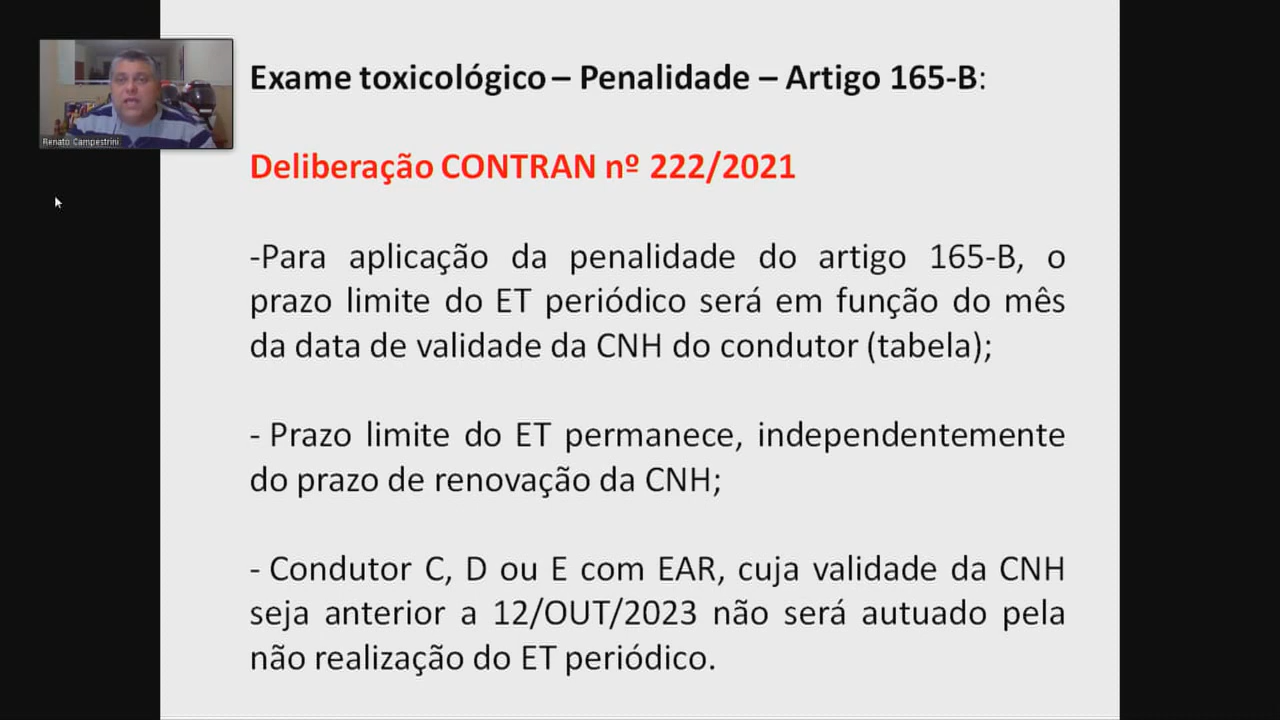 Exame toxicológico – Penalidade – Artigo 165-B:
Renato Campestrini
Deliberação CONTRAN nº 222/2021
-Para aplicação da penalidade do artigo 165-B, o
prazo limite do ET periódico será em função do mês
da data de validade da CNH do condutor (tabela);
- Prazo limite do ET permanece, independentemente
do prazo de renovação da CNH;
- Condutor C, D ou E com EAR, cuja validade da CNH
seja anterior a 12/OUT/2023 não será autuado pela
não realização do ET periódico.